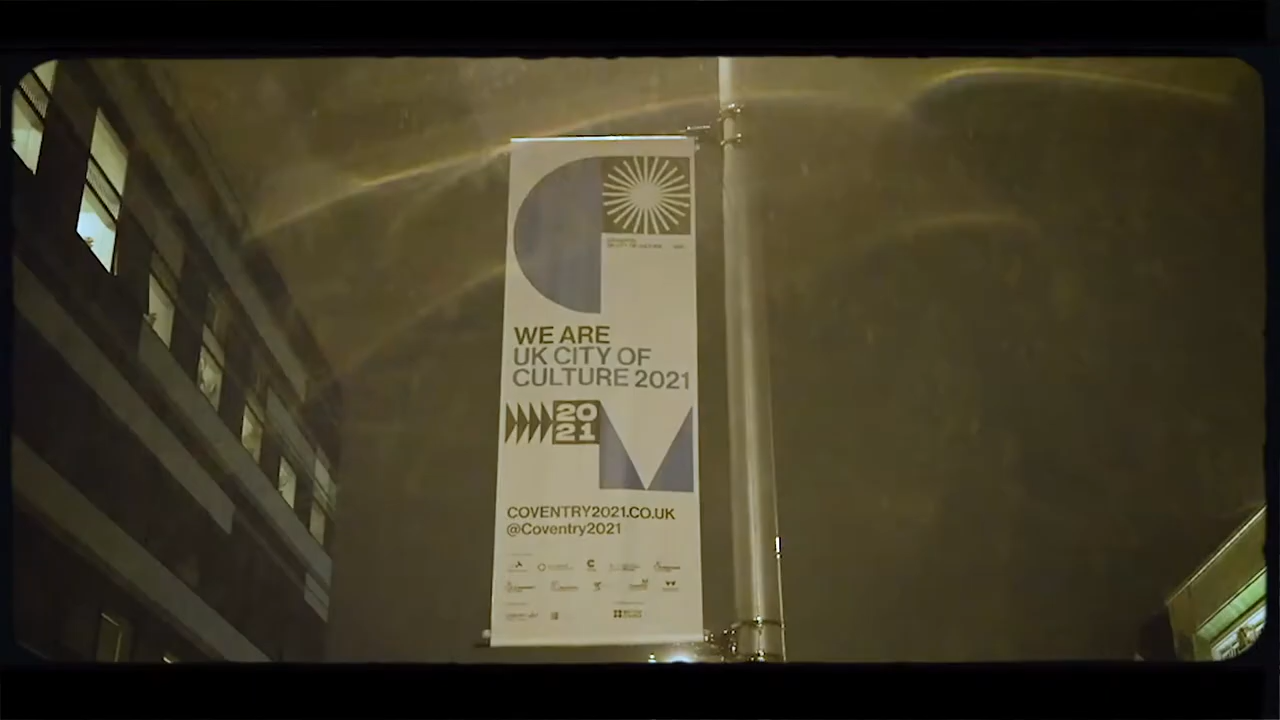 WE ARE
UK CITY OF
CULTURE 2021
20
21
COVENTRY2021.CO.UK
@Coventry2021